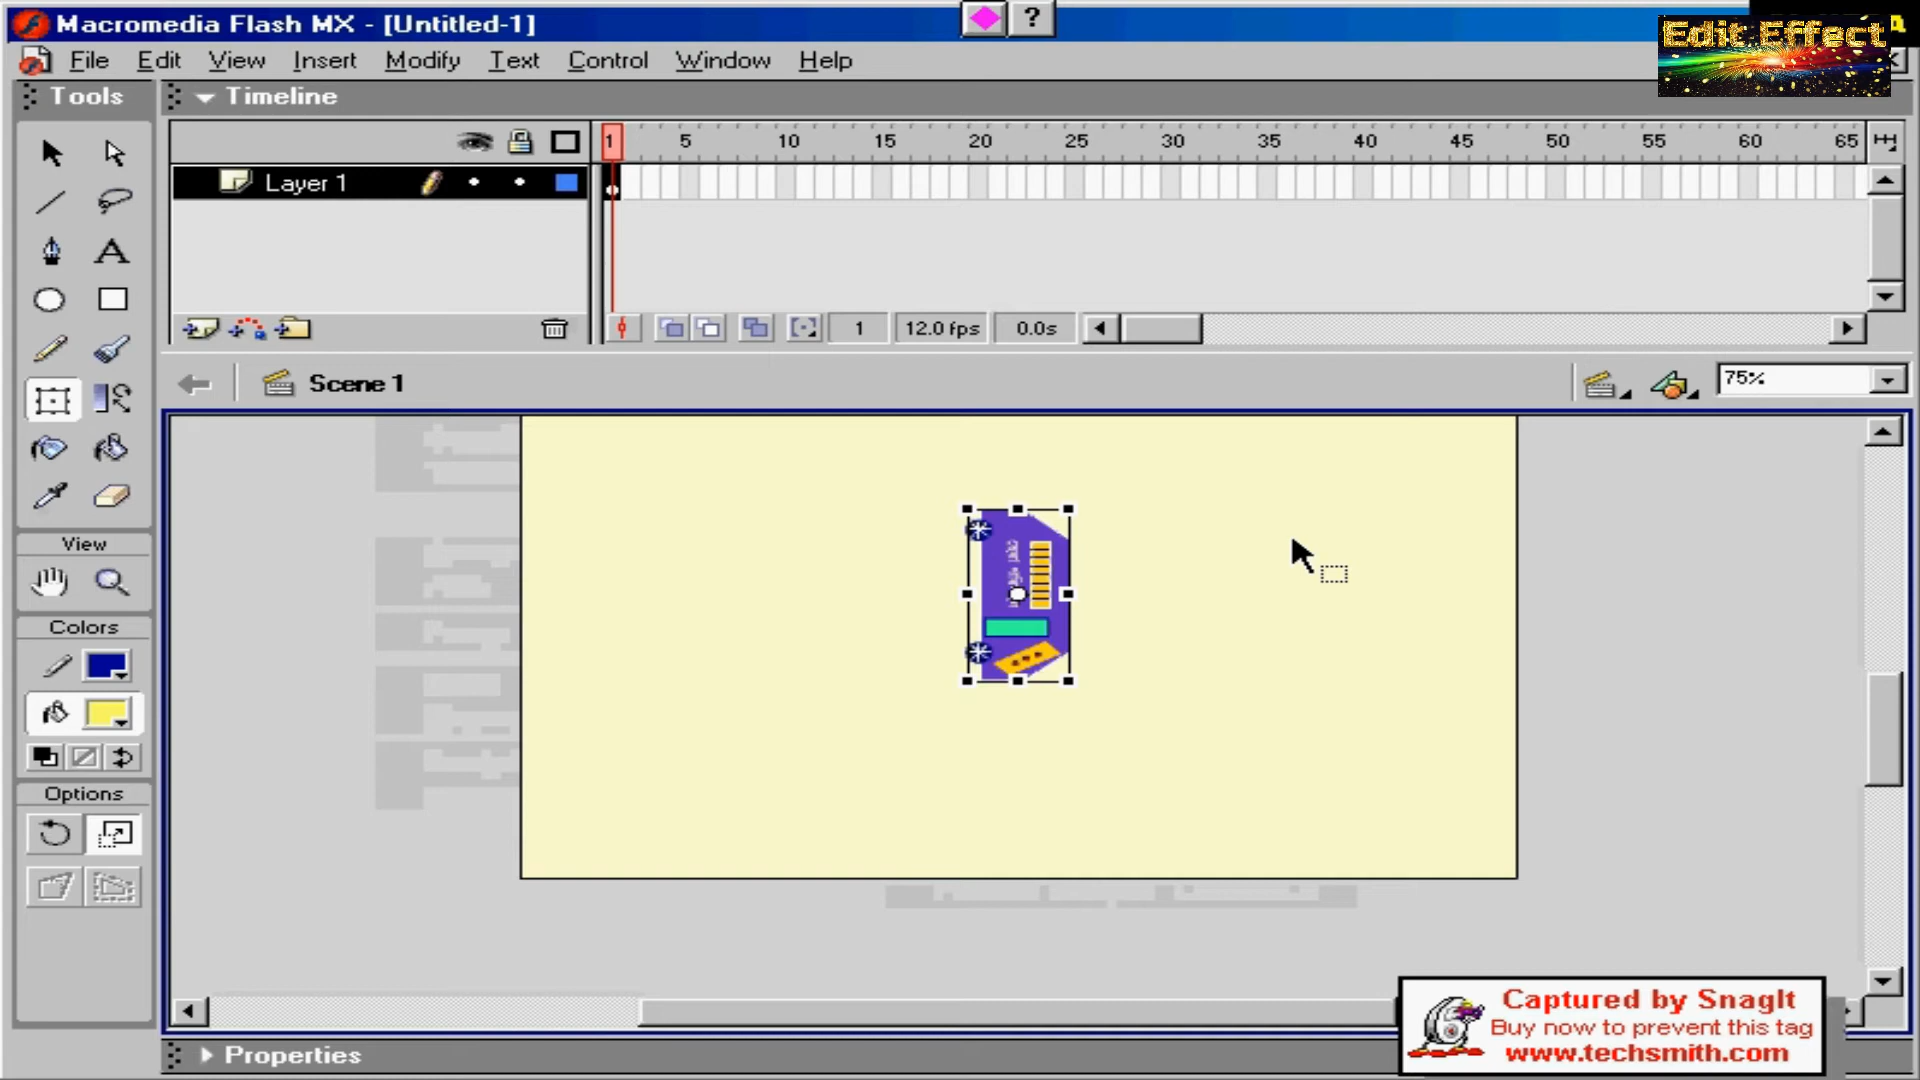 Macromedia Flash MX - [Untitled-1]
?
Edit Effect
File Edit View Insert Modify Text Control Window Help
Tools
Timeline
1 5 10 15 20 25 30 35 40 45 50 55 60 65
Layer 1
A
1 12.0 fps 0.0s
Scene 1
75%
View
Colors
Options
Captured by SnagIt
Buy now to prevent this tag
www.techsmith.com
Properties